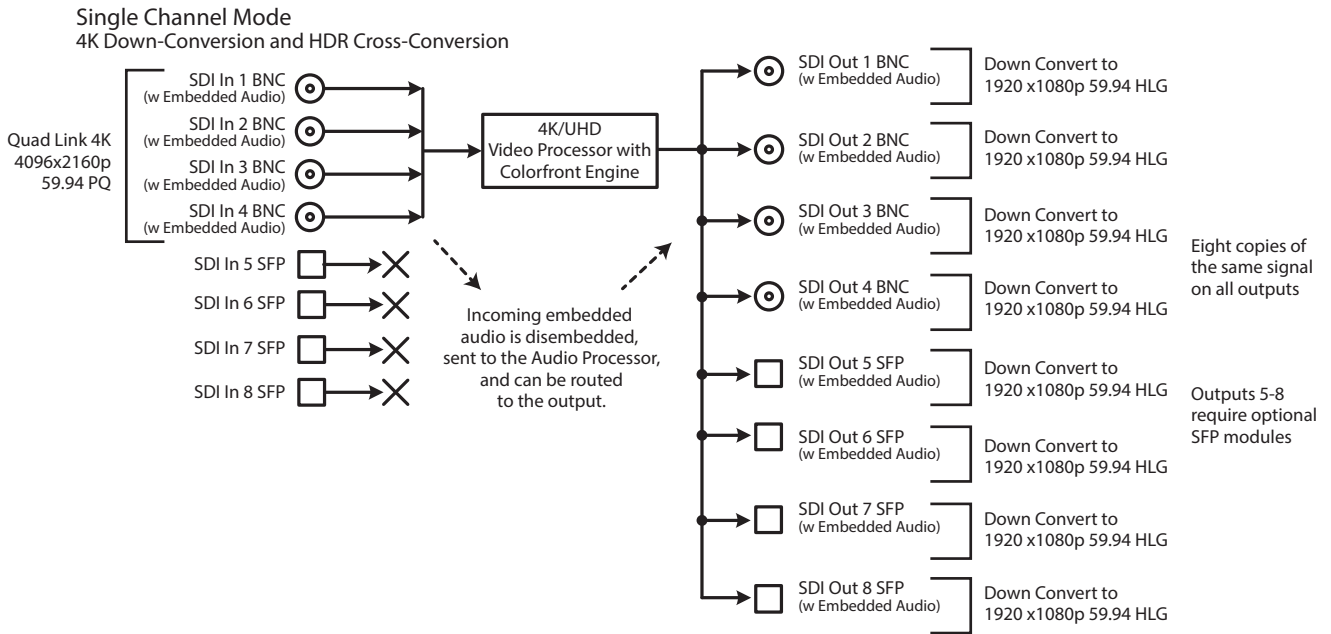 Single Channel Mode
4K Down-Conversion and HDR Cross-Conversion
Quad Link 4K
4096x2160p
59.94 PQ
SDI In 1 BNC
(w Embedded Audio)
SDI In 2 BNC
(w Embedded Audio)
SDI In 3 BNC
(w Embedded Audio)
SDI In 4 BNC
(w Embedded Audio)
SDI In 5 SFP
SDI In 6 SFP
SDI In 7 SFP
SDI In 8 SFP
4K/UHD
Video Processor with
Colorfront Engine
Incoming embedded
audio is disembedded,
sent to the Audio Processor,
and can be routed
to the output.
SDI Out 1 BNC
(w Embedded Audio)
Down Convert to
1920 x1080p 59.94 HLG
SDI Out 2 BNC
(w Embedded Audio)
Down Convert to
1920 x1080p 59.94 HLG
SDI Out 3 BNC
(w Embedded Audio)
Down Convert to
1920 x1080p 59.94 HLG
SDI Out 4 BNC
(w Embedded Audio)
Down Convert to
1920 x1080p 59.94 HLG
SDI Out 5 SFP
(w Embedded Audio)
Down Convert to
1920 x1080p 59.94 HLG
SDI Out 6 SFP
(w Embedded Audio)
Down Convert to
1920 x1080p 59.94 HLG
SDI Out 7 SFP
(w Embedded Audio)
Down Convert to
1920 x1080p 59.94 HLG
SDI Out 8 SFP
(w Embedded Audio)
Down Convert to
1920 x1080p 59.94 HLG
Eight copies of
the same signal
on all outputs
Outputs 5-8
require optional
SFP modules